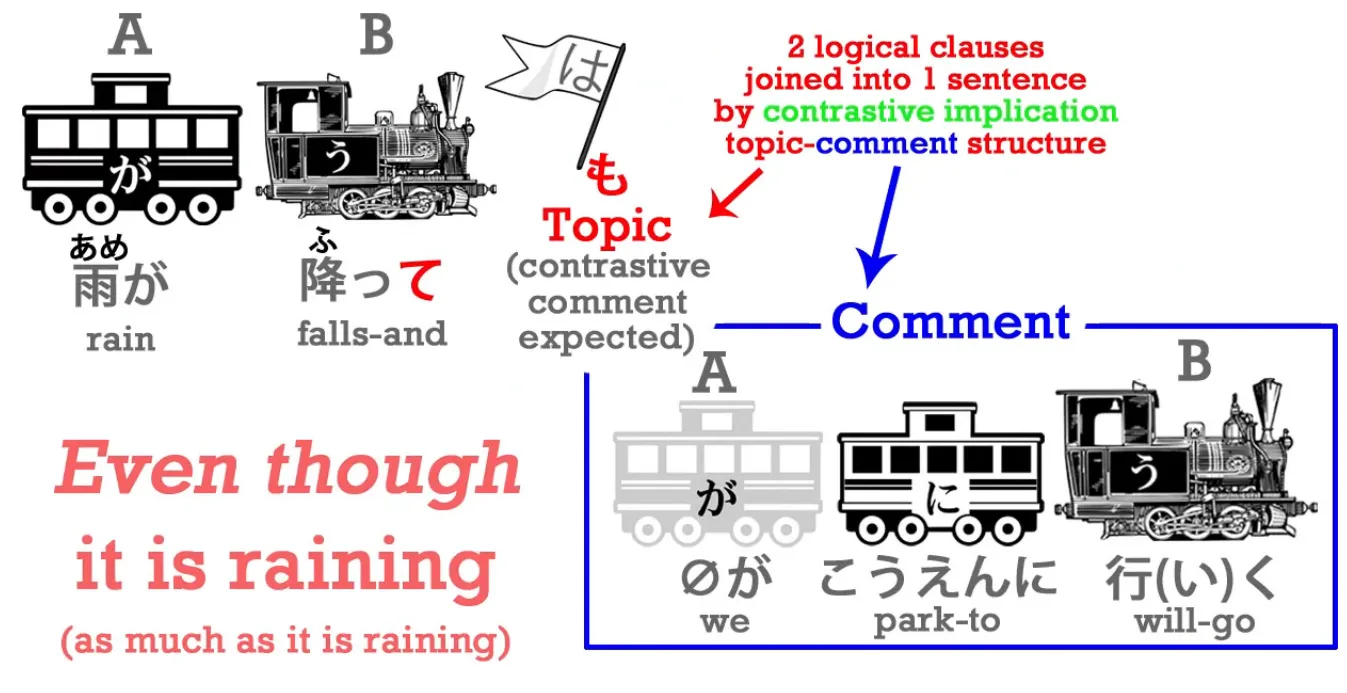 A
B
は
2 logical clauses
joined into 1 sentence
by contrastive implication
topic-comment structure
が
う
も
Topic
(contrastive
comment
expected)
あめ
雨が
rain
ふ
降って
falls-and
Comment
A
B
が
に
う
∅が
we
こうえんに
park-to
行(い)く
will-go
Even though
it is raining
(as much as it is raining)